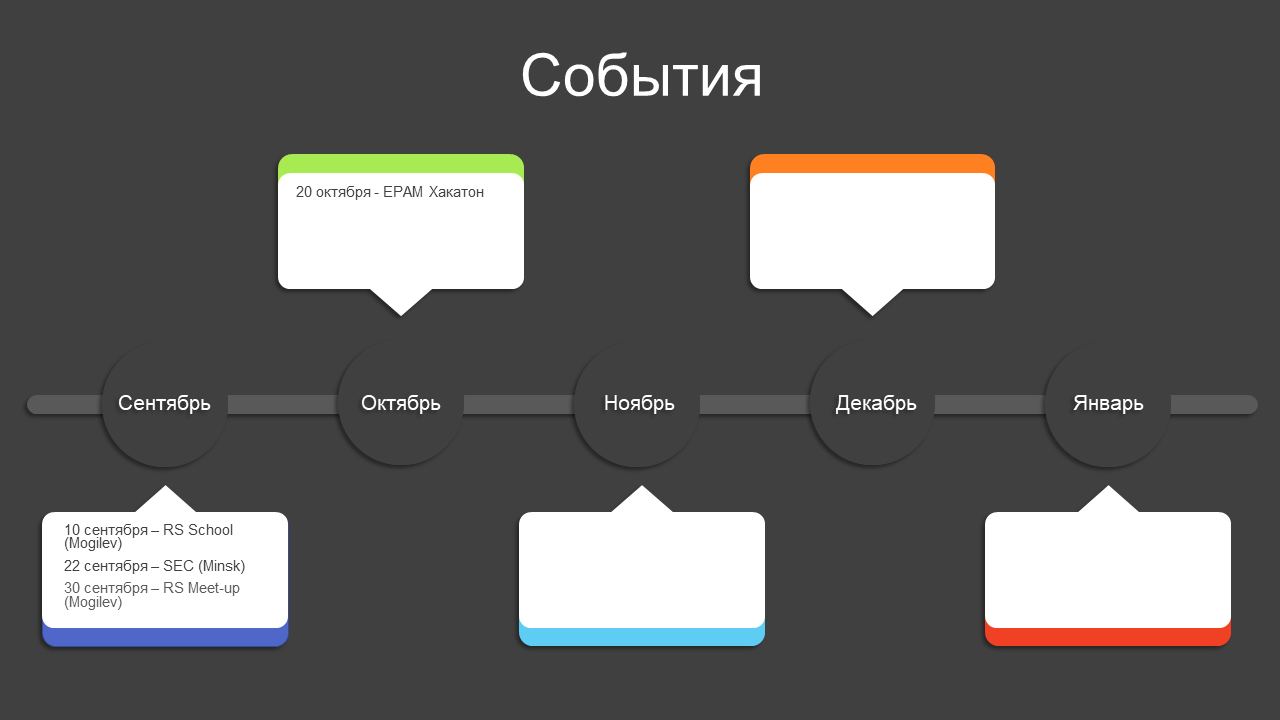 События
20 октября - EPAM Хакатон
Сентябрь
Октябрь
Ноябрь
Декабрь
Январь
10 сентября – RS School
(Mogilev)
22 сентября – SEC (Minsk)
30 сентября – RS Meet-up
(Mogilev)